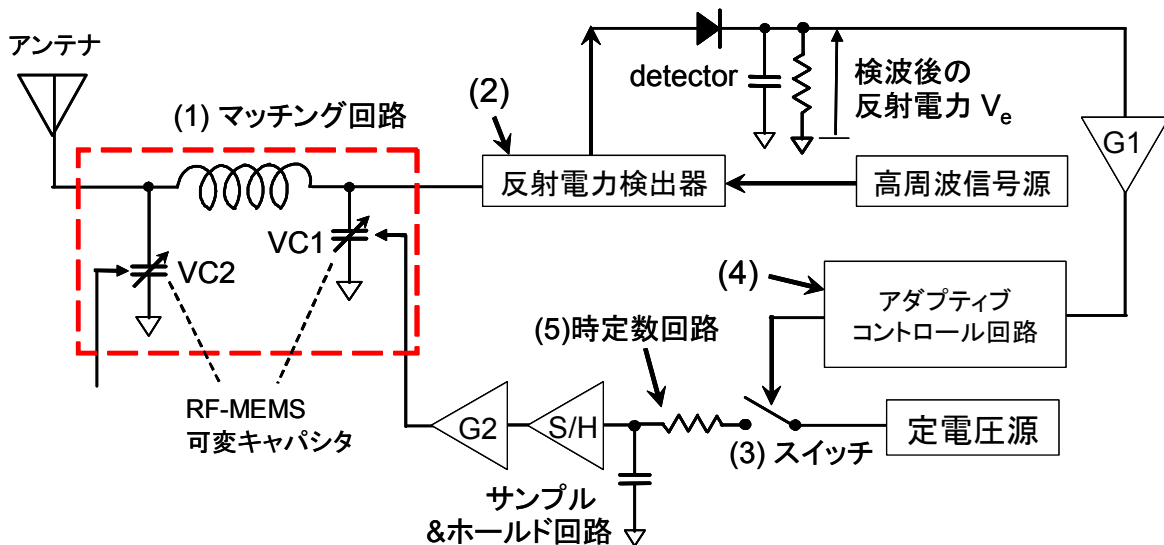 アンテナ
(1) マッチング回路
(2)
detector
検波後の
反射電力 Ve
G1
反射電力検出器
高周波信号源
VC1
VC2
(4)
アダプティブ
コントロール回路
(5)時定数回路
RF-MEMS
可変キャパシタ
G2
S/H
(3) スイッチ
定電圧源
サンプル
&ホールド回路